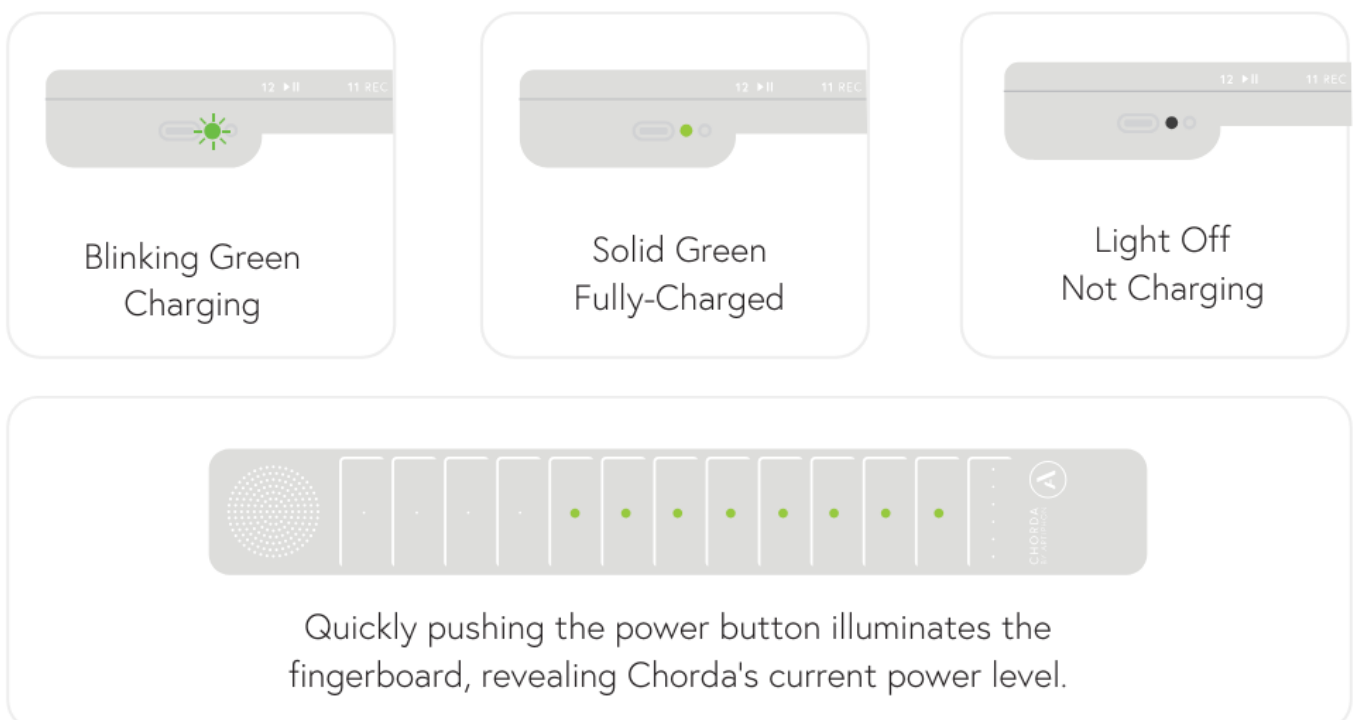 12 ▶II
11 REC
Blinking Green
Charging
12 ▶II
11 REC
Solid Green
Fully-Charged
12 ▶II
11 REC
Light Off
Not Charging
CHORDA
Quickly pushing the power button illuminates the
fingerboard, revealing Chorda's current power level.